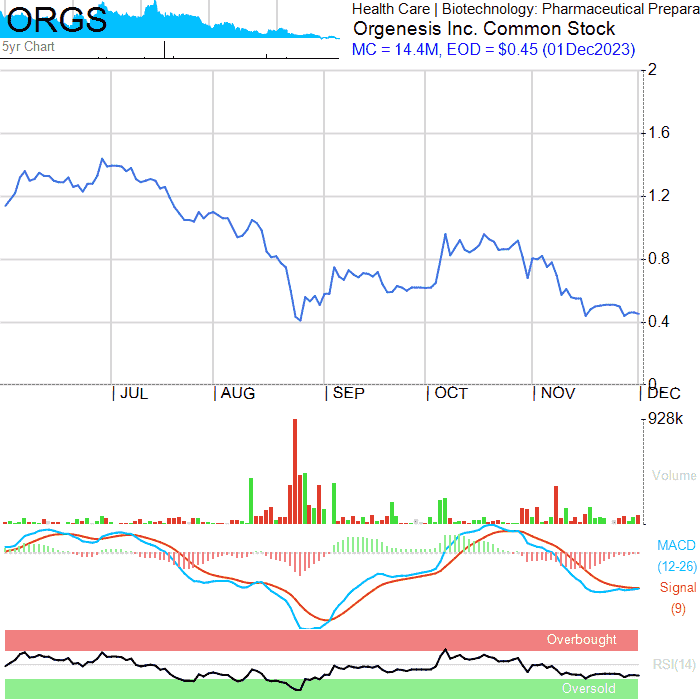 ORGS
5yr Chart
Health Care | Biotechnology: Pharmaceutical Prepara
Orgenesis Inc. Common Stock
MC = 14.4M, EOD = $0.45 (01Dec2023)
2
1.6
1.2
0.8
0.4
0
JUL
AUG
SEP
OCT
NOV
DEC
928k
Volume
MACD
(12-26)
Signal
(9)
Overbought
RSI(14)
Oversold